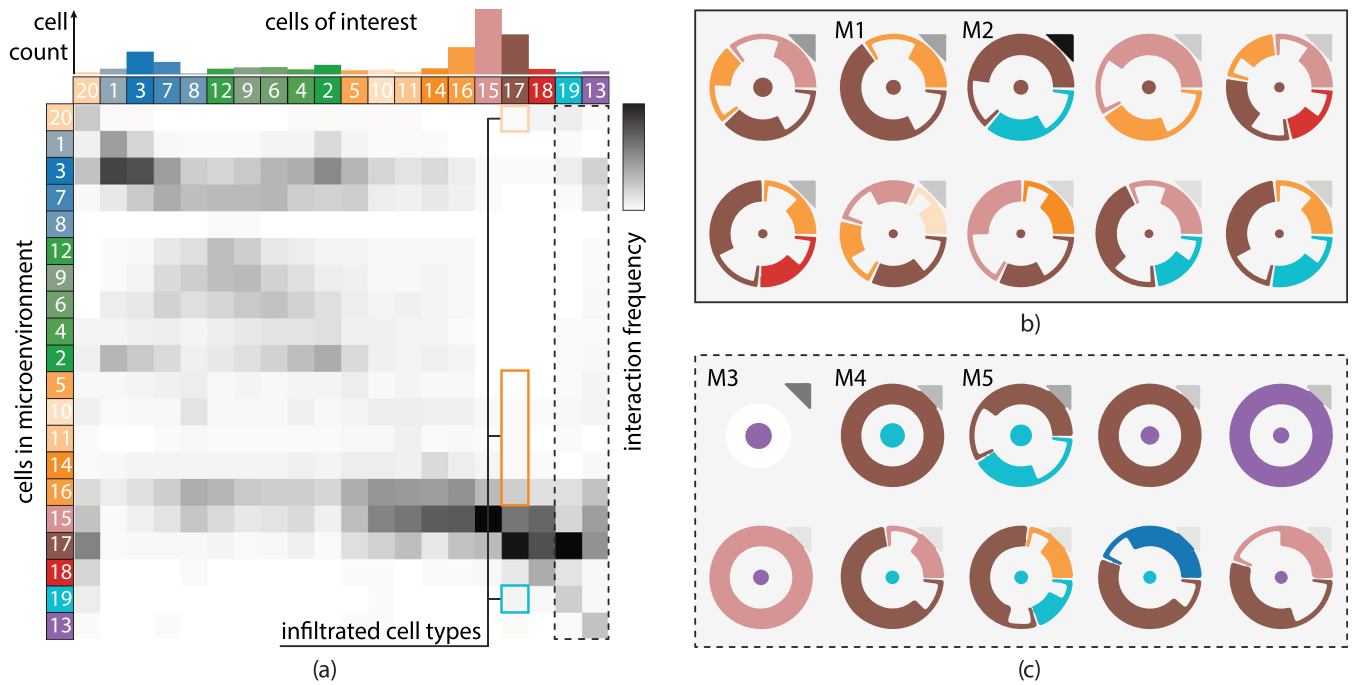 cell
count
cells of interest
20 1 3 7 8 12 9 6 4 2 5 10 11 14 16 15 17 18 19 13
cells in microenvironment
20
1
3
7
8
12
9
6
4
2
5
10
11
14
16
15
17
18
19
13
infiltrated cell types
interaction frequency
(a)
M1 M2
b)
M3 M4 M5
(c)